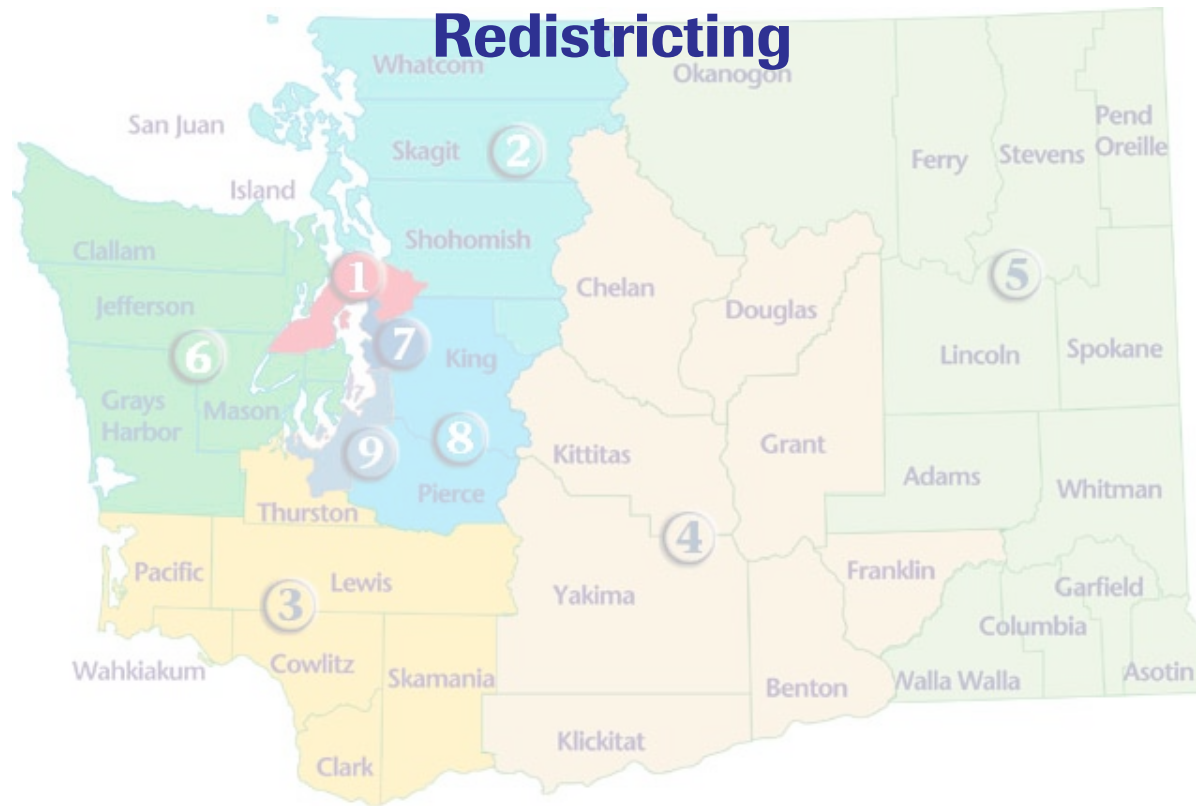 Redistricting
Whatcom
Okanogon
San Juan
Skagit
2
Pend
Oreille
Ferry
Stevens
Island
Clallam
Shohomish
1
5
Jefferson
Chelan
Douglas
6
7
King
Lincoln
Spokane
Grays
Harbor
Mason
9
8
Kittitas
Grant
Adams
Whitman
Pierce
Thurston
4
Pacific
Lewis
Yakima
Franklin
Garfield
3
Columbia
Wahkiakum
Cowlitz
Skamania
Benton
Walla Walla
Asotin
Klickitat
Clark